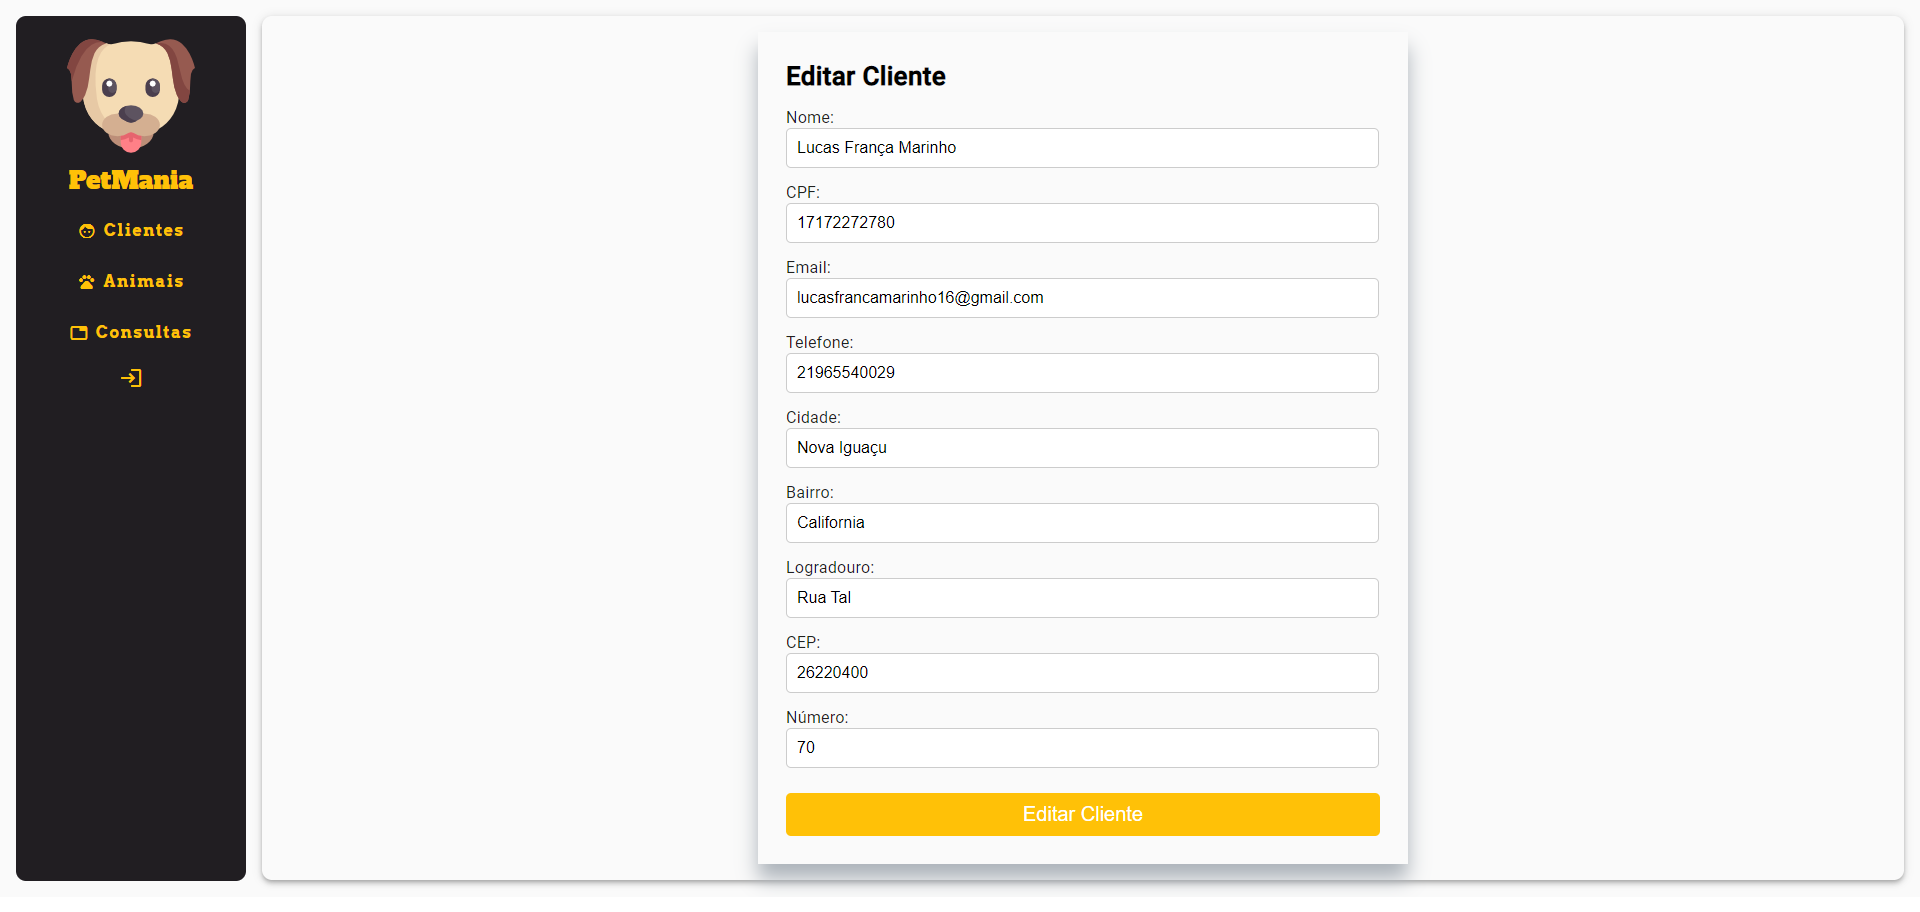 PetMania
Clientes
Animais
Consultas
Editar Cliente
Nome:
Lucas França Marinho
CPF:
17172272780
Email:
lucasfrancamarinho16@gmail.com
Telefone:
21965540029
Cidade:
Nova Iguaçu
Bairro:
California
Logradouro:
Rua Tal
CEP:
26220400
Número:
70
Editar Cliente